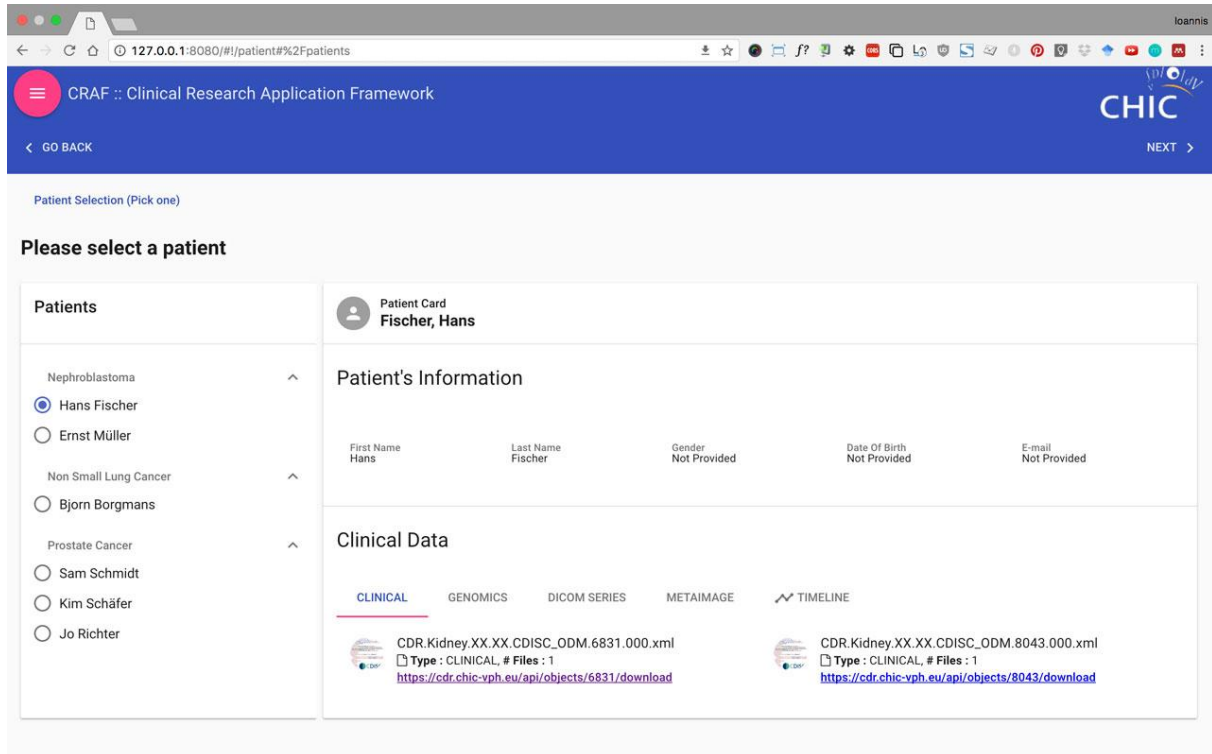 Ioannis
127.0.0.1:8080/#!/patient#%2Fpatients
CRAF :: Clinical Research Application Framework
CHIC
GO BACK
NEXT
Patient Selection (Pick one)
Please select a patient
Patients
Nephroblastoma
Hans Fischer
Ernst Müller
Non Small Lung Cancer
Bjorn Borgmans
Prostate Cancer
Sam Schmidt
Kim Schäfer
Jo Richter
Patient Card
Fischer, Hans
Patient's Information
First Name Last Name Gender Date Of Birth E-mail
Hans Fischer Not Provided Not Provided Not Provided
Clinical Data
CLINICAL GENOMICS DICOM SERIES METAIMAGE TIMELINE
CDR.Kidney.XX.XX.CDISC_ODM.6831.000.xml
Type : CLINICAL, # Files : 1
https://cdr.chic-vph.eu/api/objects/6831/download
CDR.Kidney.XX.XX.CDISC_ODM.8043.000.xml
Type : CLINICAL, # Files : 1
https://cdr.chic-vph.eu/api/objects/8043/download